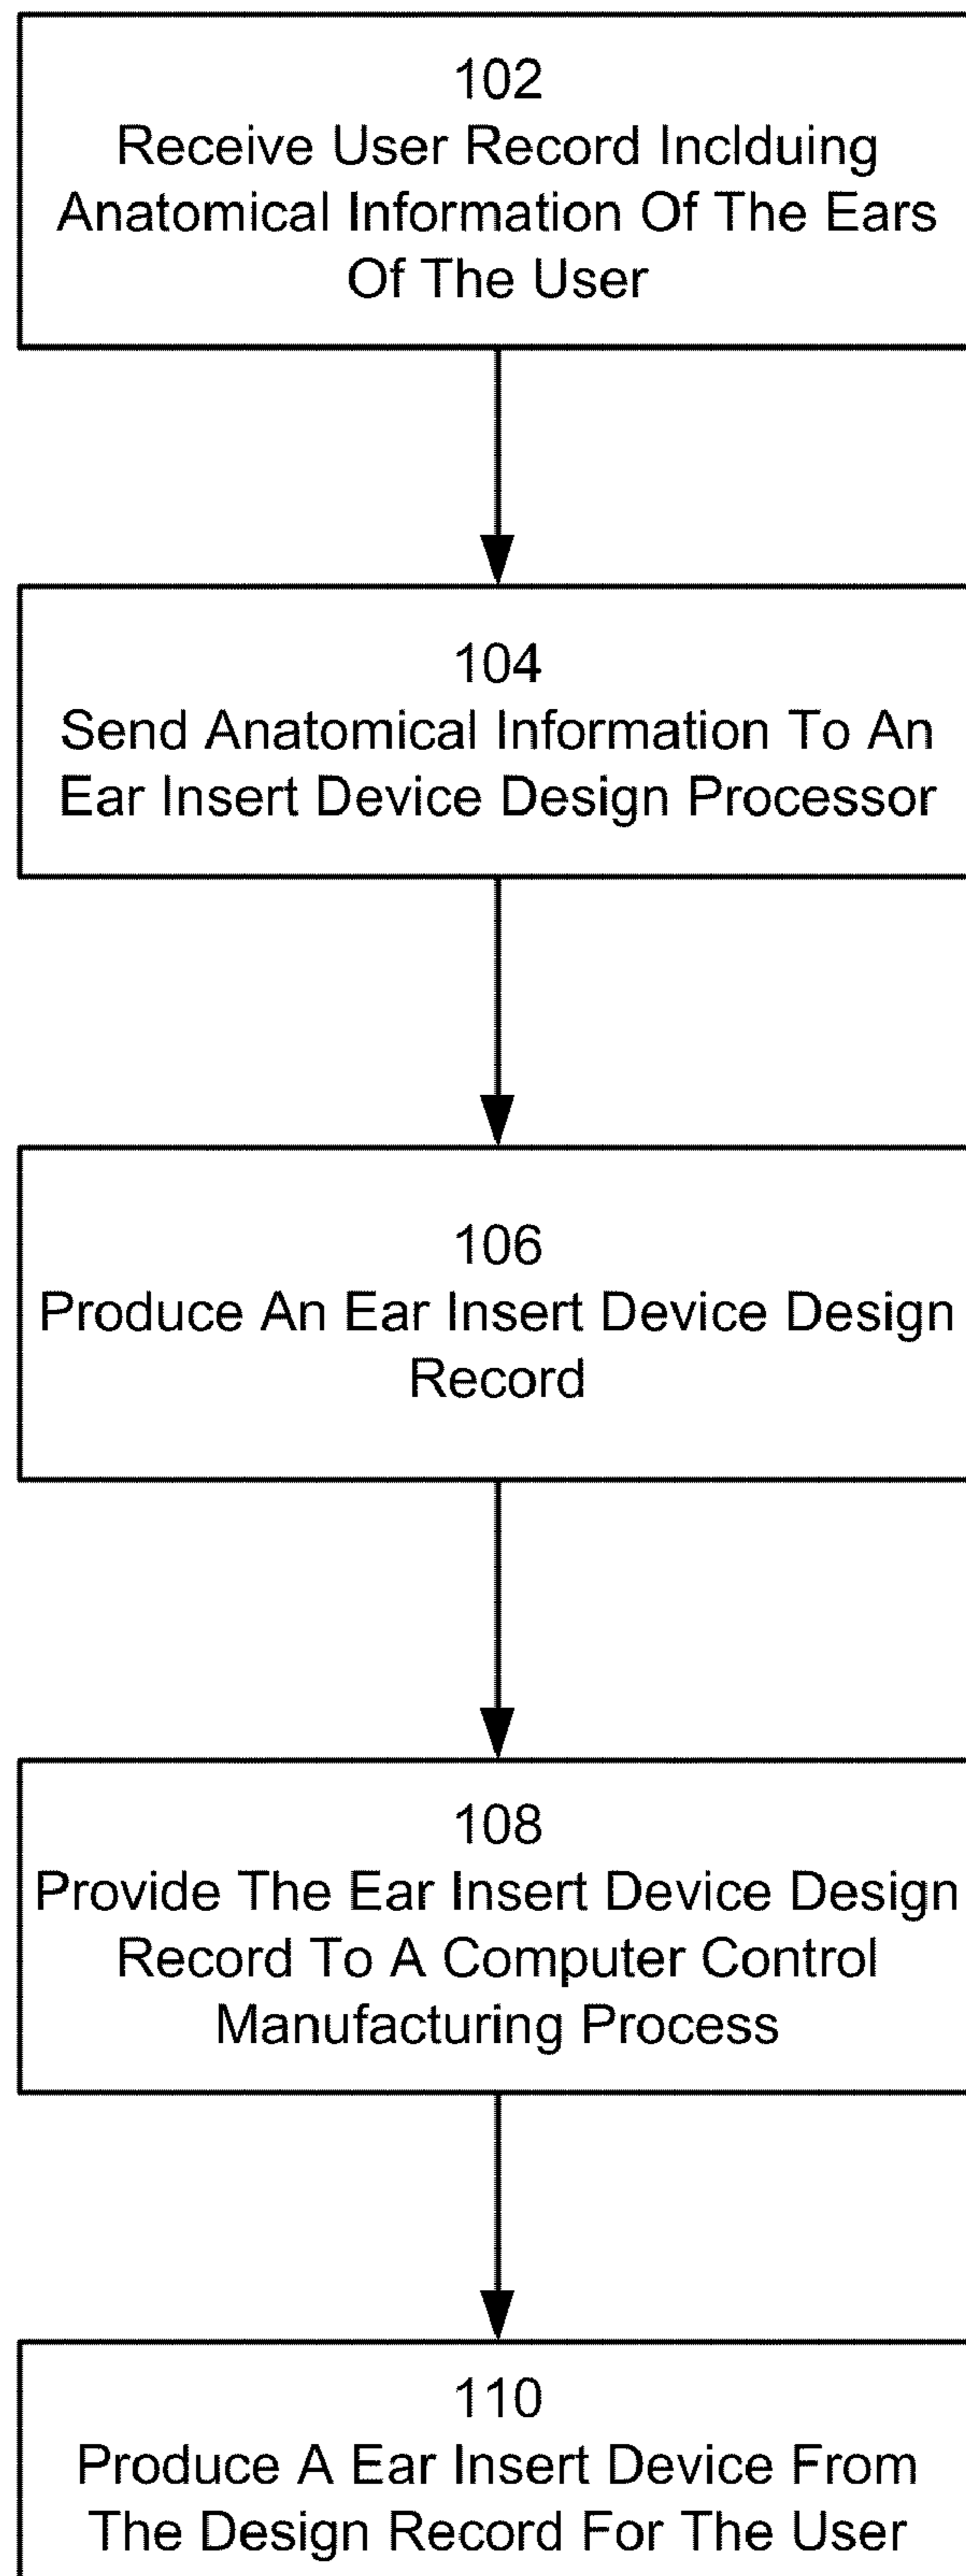 102
Receive User Record Inclduing
Anatomical Information Of The Ears
Of The User
104
Send Anatomical Information To An
Ear Insert Device Design Processor
106
Produce An Ear Insert Device Design
Record
108
Provide The Ear Insert Device Design
Record To A Computer Control
Manufacturing Process
110
Produce A Ear Insert Device From
The Design Record For The User